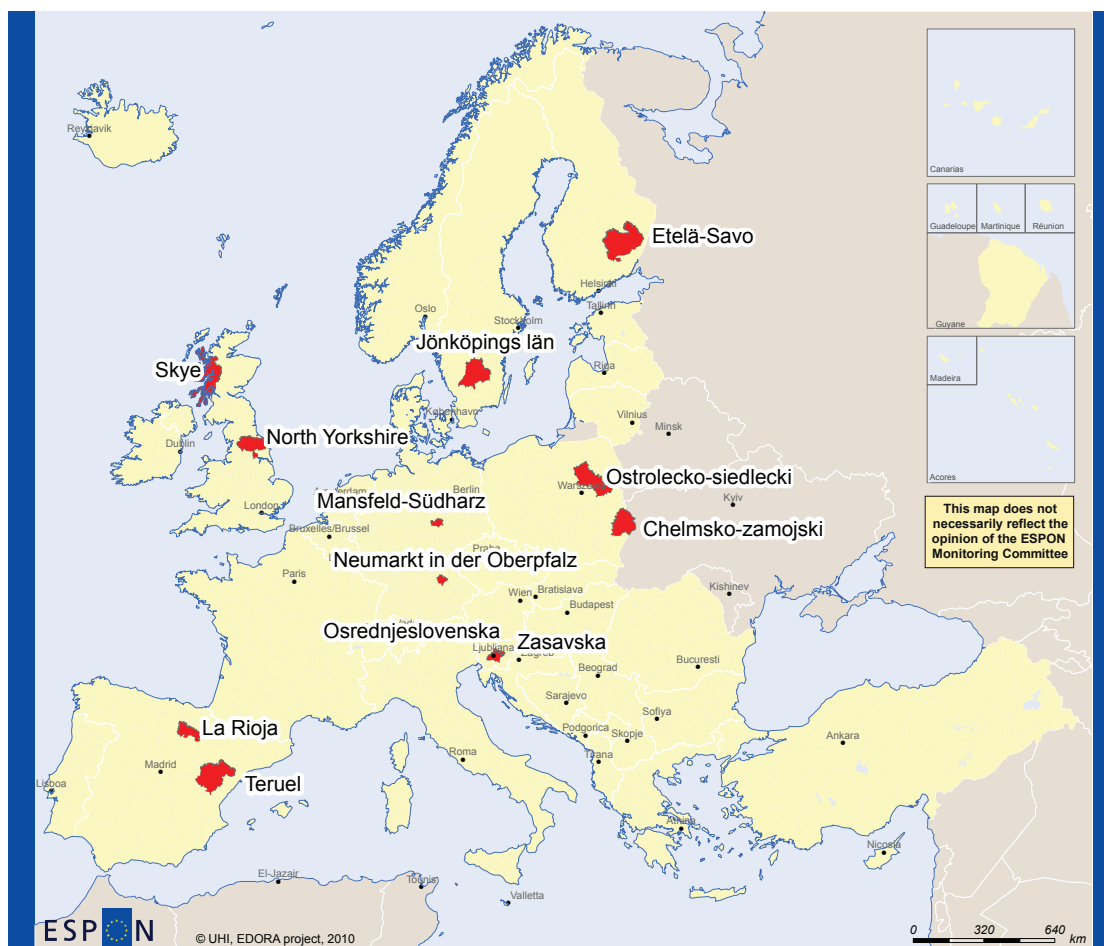 Reykjavik
Canarias
Guadeloupe
Martinique
Réunion
Guyane
Madeira
Acores
This map does not
necessarily reflect the
opinion of the ESPON
Monitoring Committee
Etelä-Savo
Helsinki
Tallinn
Oslo
Stockholm
Jönköpings län
Skye
Riga
København
Vilnius
Minsk
North Yorkshire
Dublin
Ostrolecko-siedlecki
Mansfeld-Südharz
Berlin
London
Kyiv
Chelmsko-zamojski
Bruxelles/Brussel
Praha
Neumarkt in der Oberpfalz
Paris
Kishinev
Wien
Bratislava
Budapest
Osrednjeslovenska
Zasavska
Ljubljana
Zagreb
Bucuresti
Beograd
Sarajevo
Sofiya
La Rioja
Podgorica
Skopje
Ankara
Roma
Tirana
Madrid
Lisboa
Teruel
Athina
Nicosia
El-Jazair
Tounis
Valletta
ESPON
© UHI, EDORA project, 2010
0 320 640
km